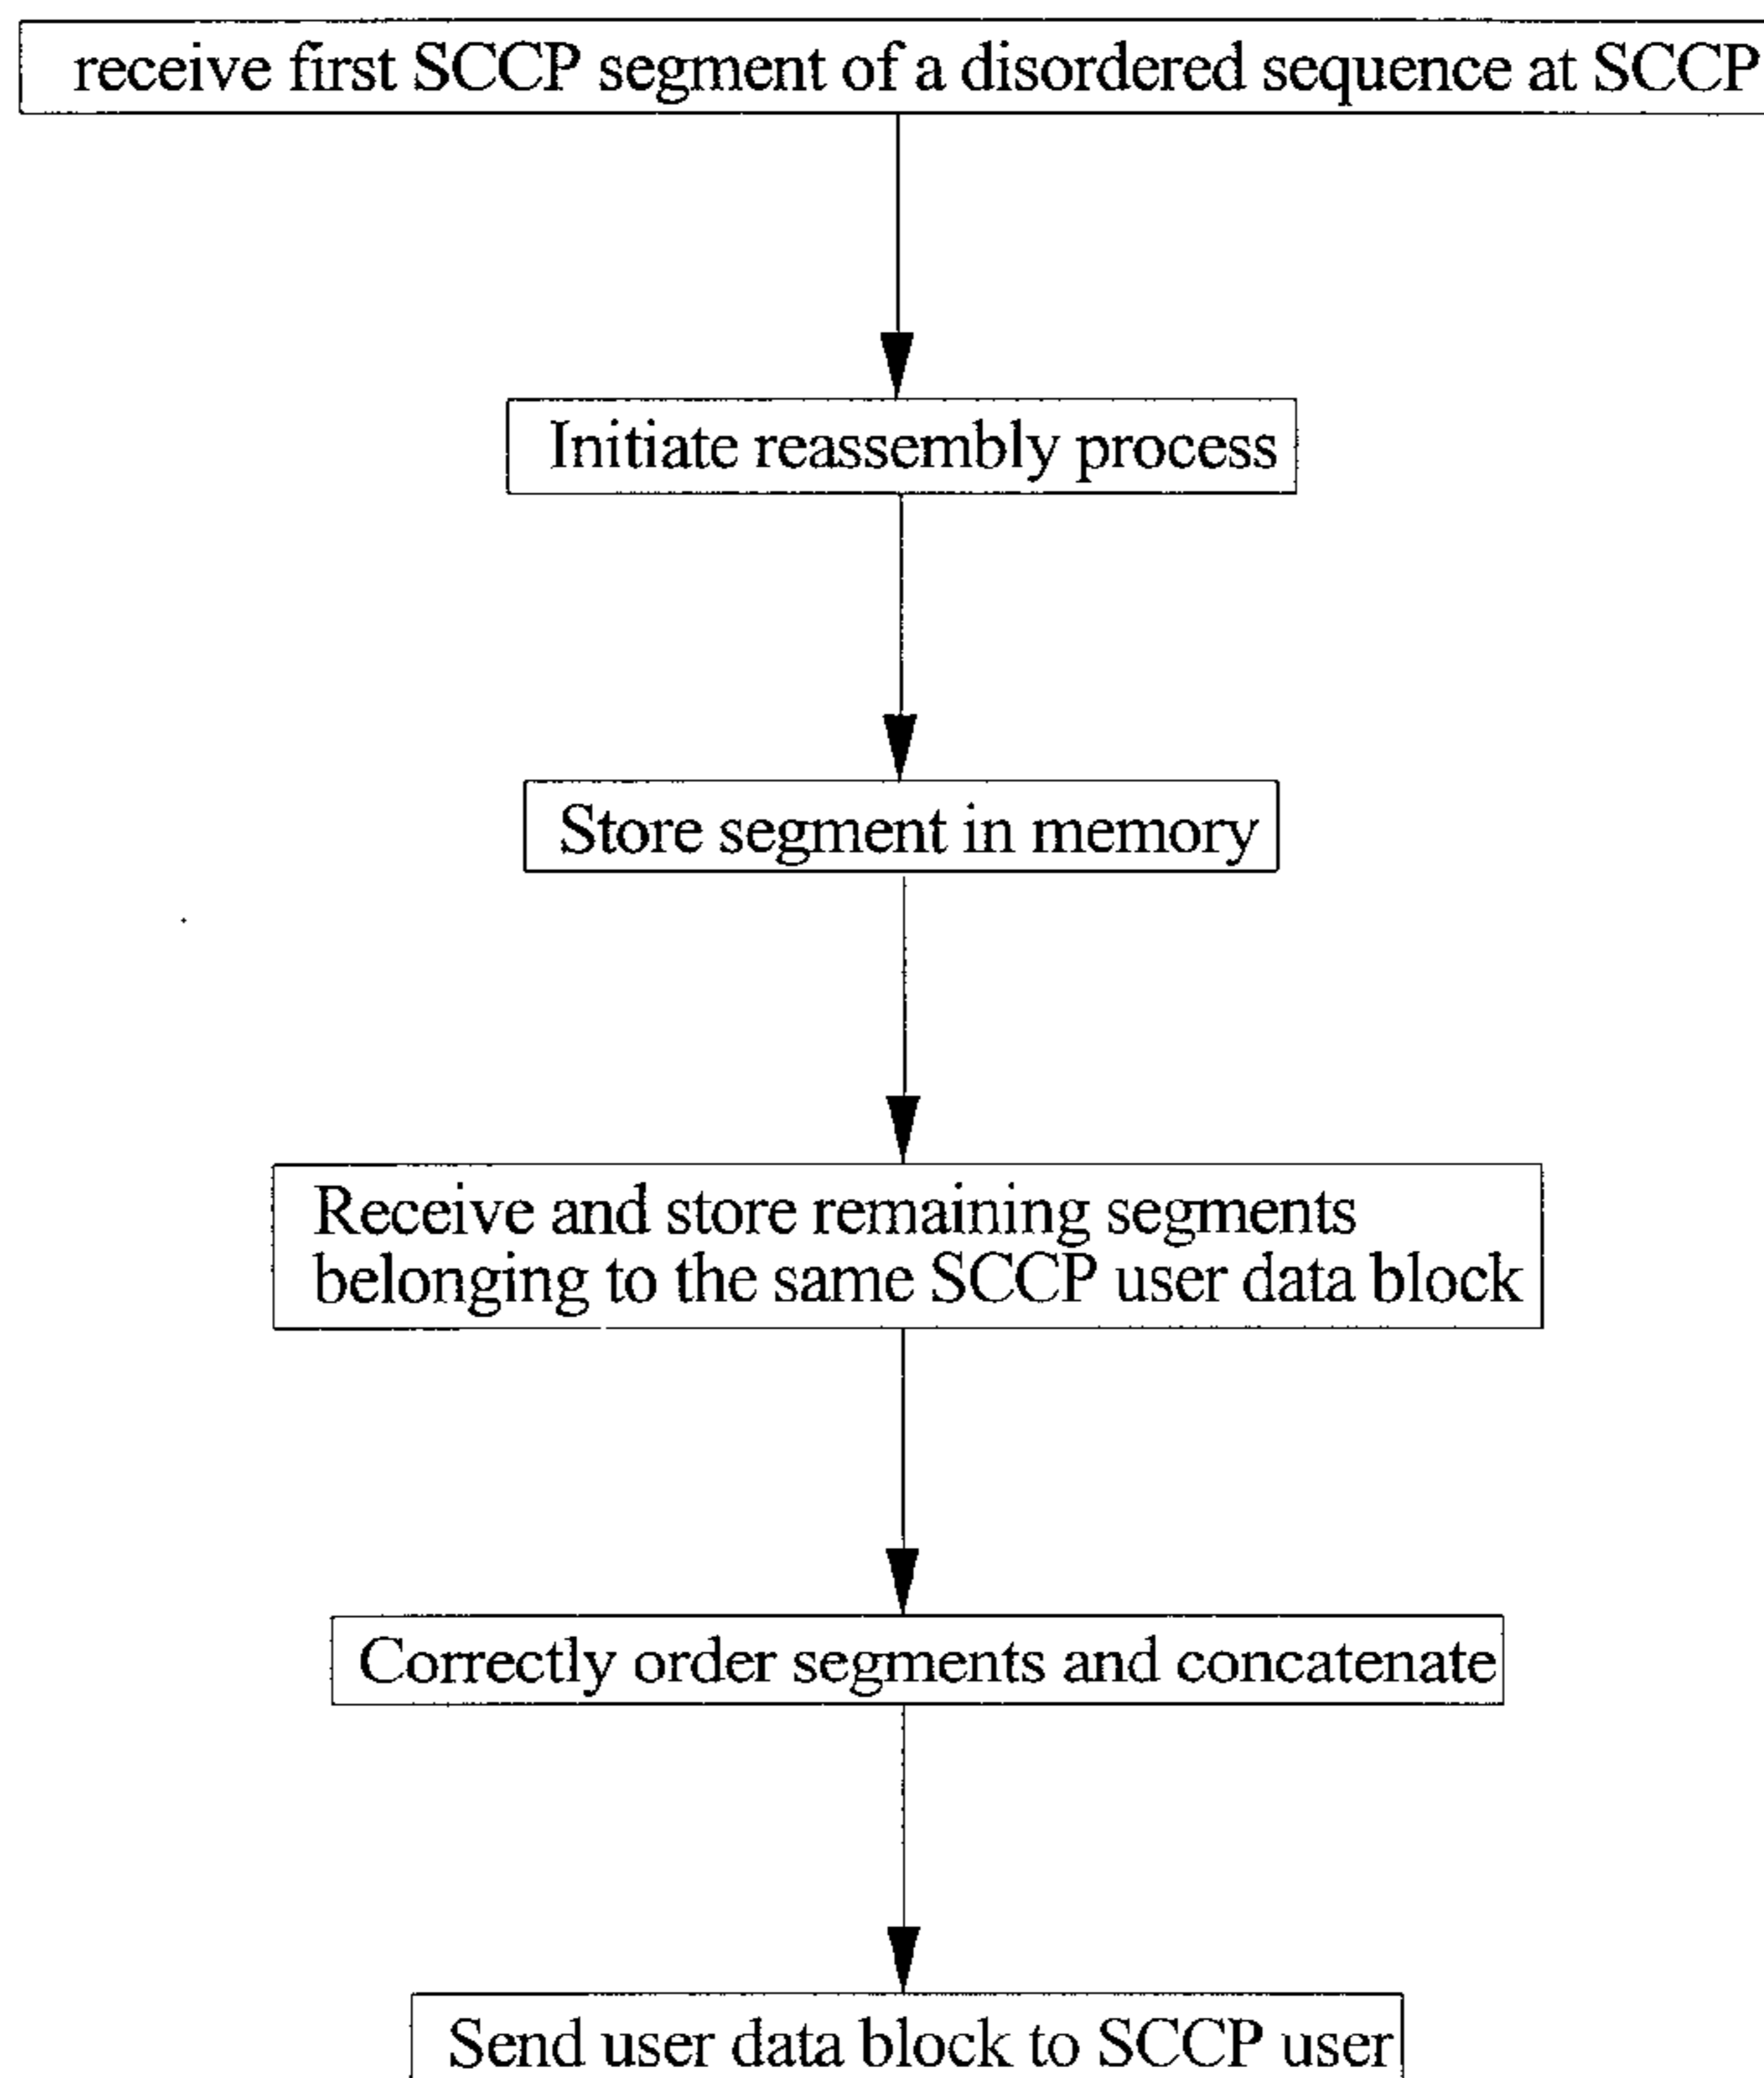 receive first SCCP segment of a disordered sequence at SCCP
Initiate reassembly process
Store segment in memory
Receive and store remaining segments
belonging to the same SCCP user data block
Correctly order segments and concatenate
Send user data block to SCCP user